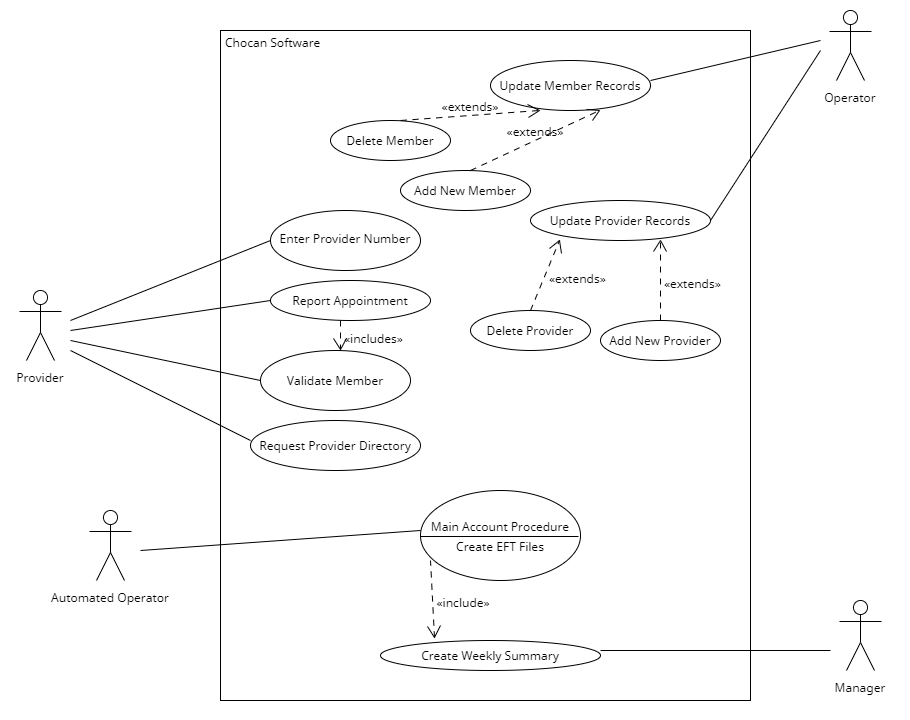 Chocan Software
Operator
Update Member Records
«extends»
«extends»
Delete Member
Add New Member
Update Provider Records
Enter Provider Number
«extends»
«extends»
Report Appointment
Delete Provider
Add New Provider
«includes»
Provider
Validate Member
Request Provider Directory
Main Account Procedure
Create EFT Files
Automated Operator
«include»
Create Weekly Summary
Manager